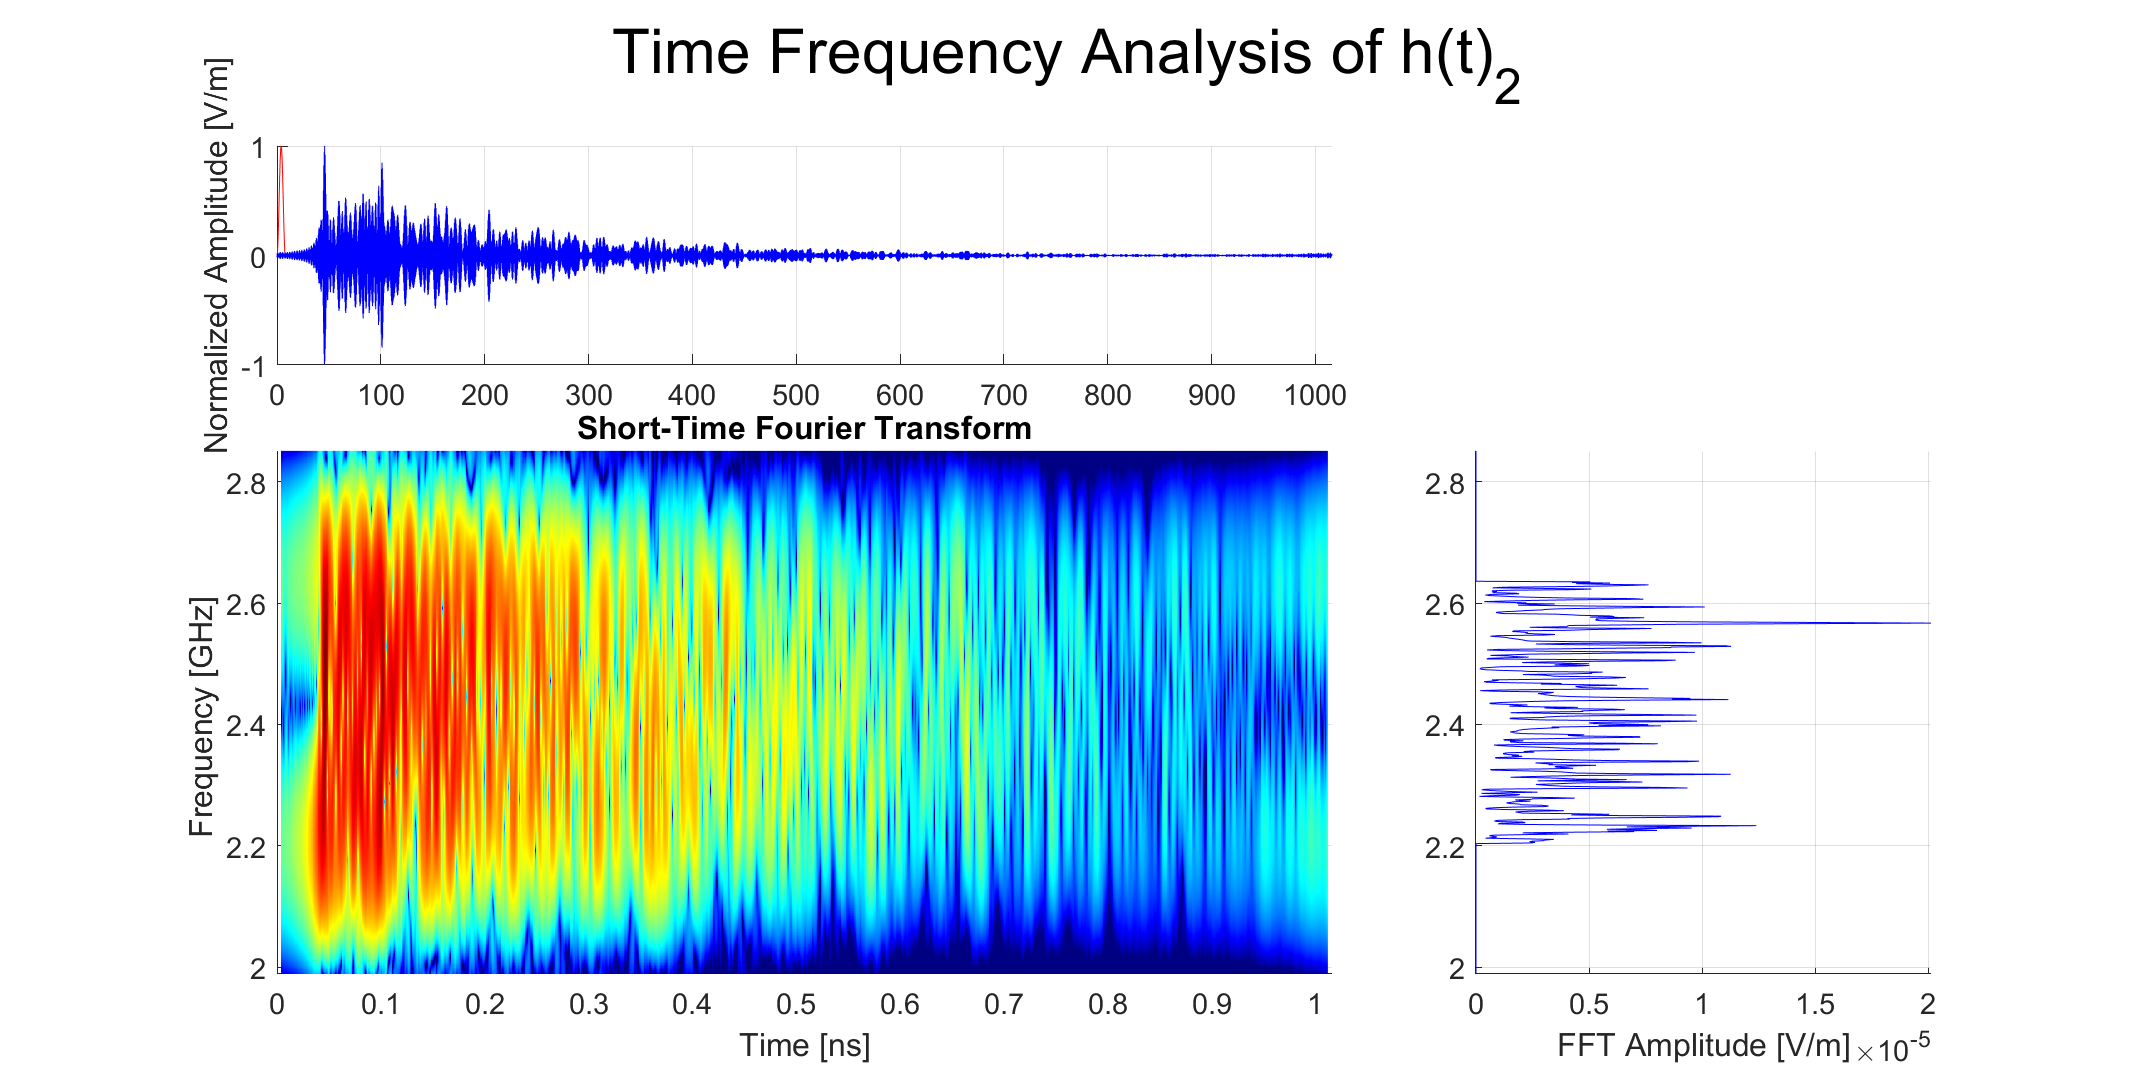 Time Frequency Analysis of h(t)₂
Normalized Amplitude [V/m]
1
0
-1
0 100 200 300 400 500 600 700 800 900 1000
Short-Time Fourier Transform
Frequency [GHz]
2.8
2.6
2.4
2.2
2
0 0.1 0.2 0.3 0.4 0.5 0.6 0.7 0.8 0.9 1
Time [ns]
2.8
2.6
2.4
2.2
2
0 0.5 1 1.5 2
FFT Amplitude [V/m] ×10⁻⁵